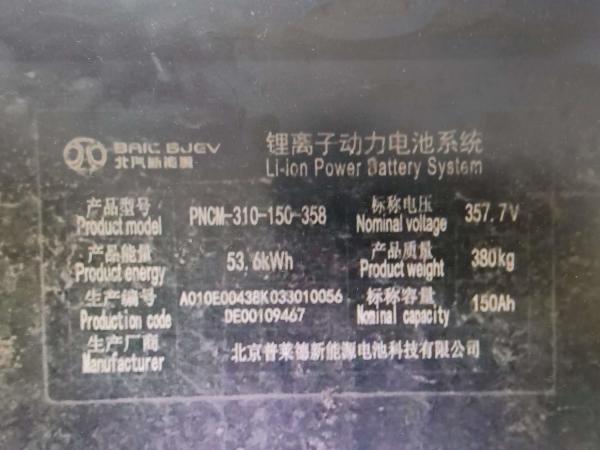 BAIC BJEV
北汽新能源
锂离子动力电池系统
Li-ion Power Battery System
产品型号 PNCM-310-150-358 标称电压 357.7V
Product model Nominal voltage
产品能量 53.6kWh 产品质量 380kg
Product energy Product weight
生产编号 A010E00438K033010056 标称容量 150Ah
Production code DE00109467 Nominal capacity
生产厂商 北京普莱德新能源电池科技有限公司
Manufacturer